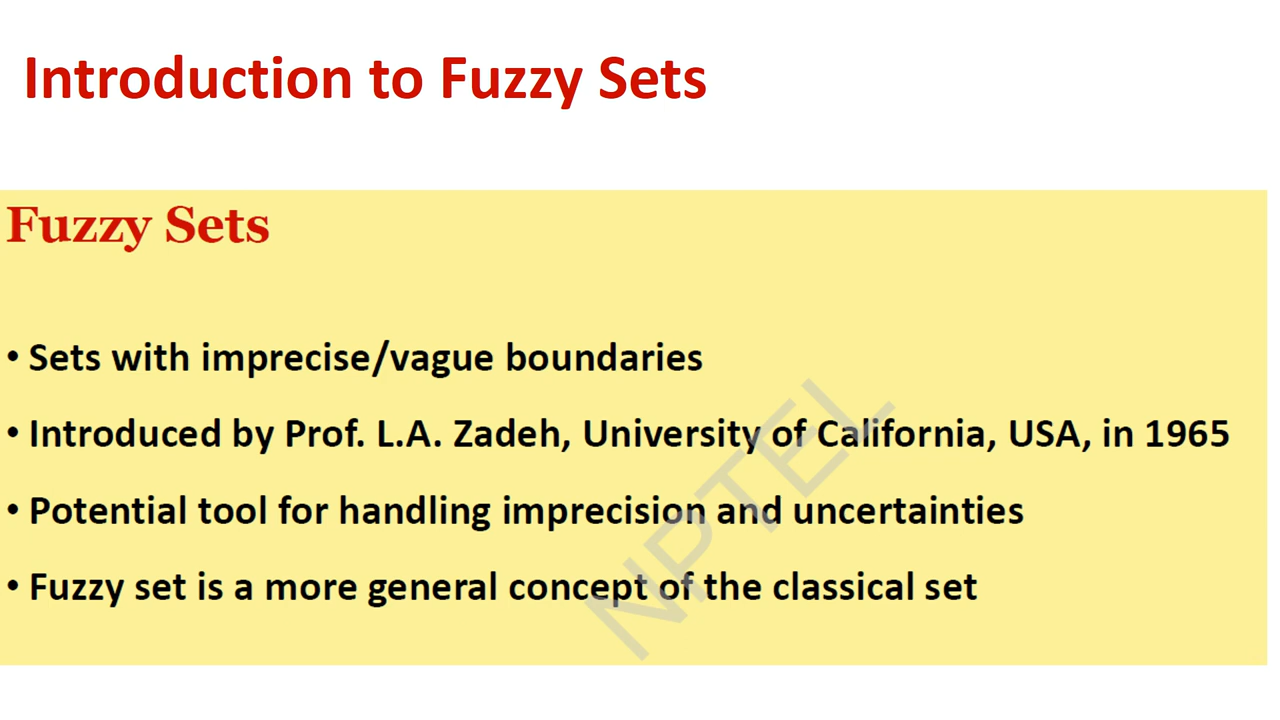 Introduction to Fuzzy Sets
Fuzzy Sets
• Sets with imprecise/vague boundaries
• Introduced by Prof. L.A. Zadeh, University of California, USA, in 1965
• Potential tool for handling imprecision and uncertainties
• Fuzzy set is a more general concept of the classical set
NPTEL